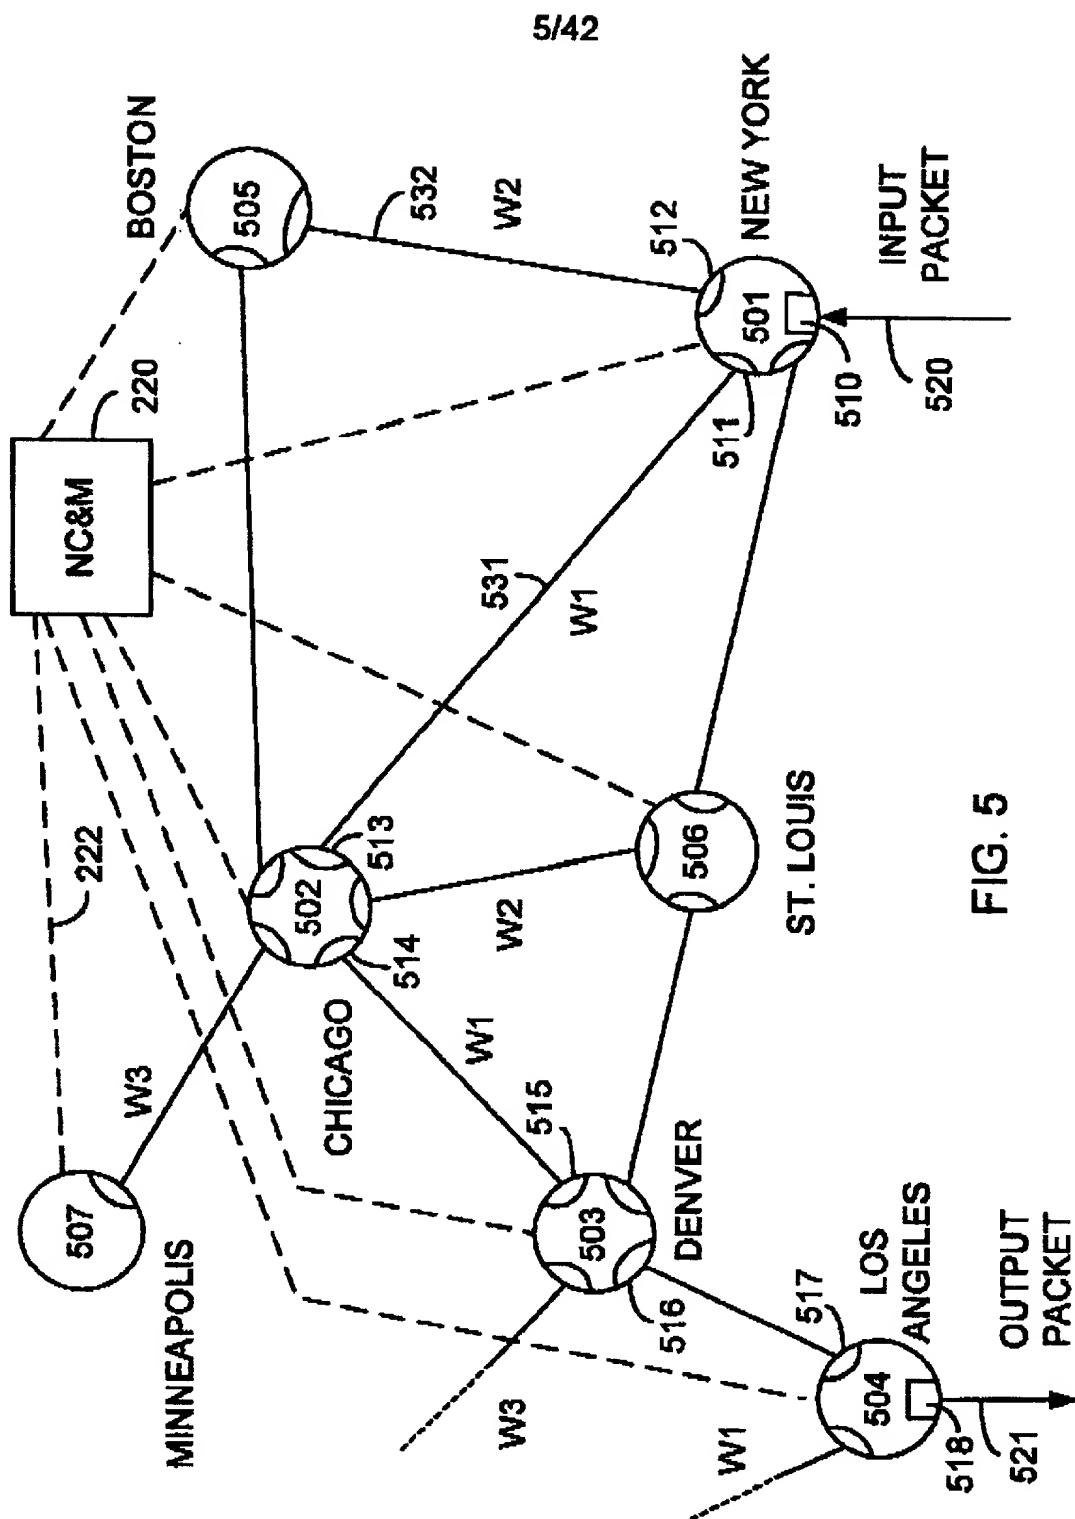 5/42
BOSTON
505
532
W2
512
NEW YORK
501
INPUT
PACKET
510
520
511
NC&M
220
531
W1
222
513
502
514
CHICAGO
W2
506
ST. LOUIS
W3
507
MINNEAPOLIS
W1
515
503
DENVER
516
W3
517
LOS
ANGELES
504
W1
518
521
OUTPUT
PACKET
FIG. 5